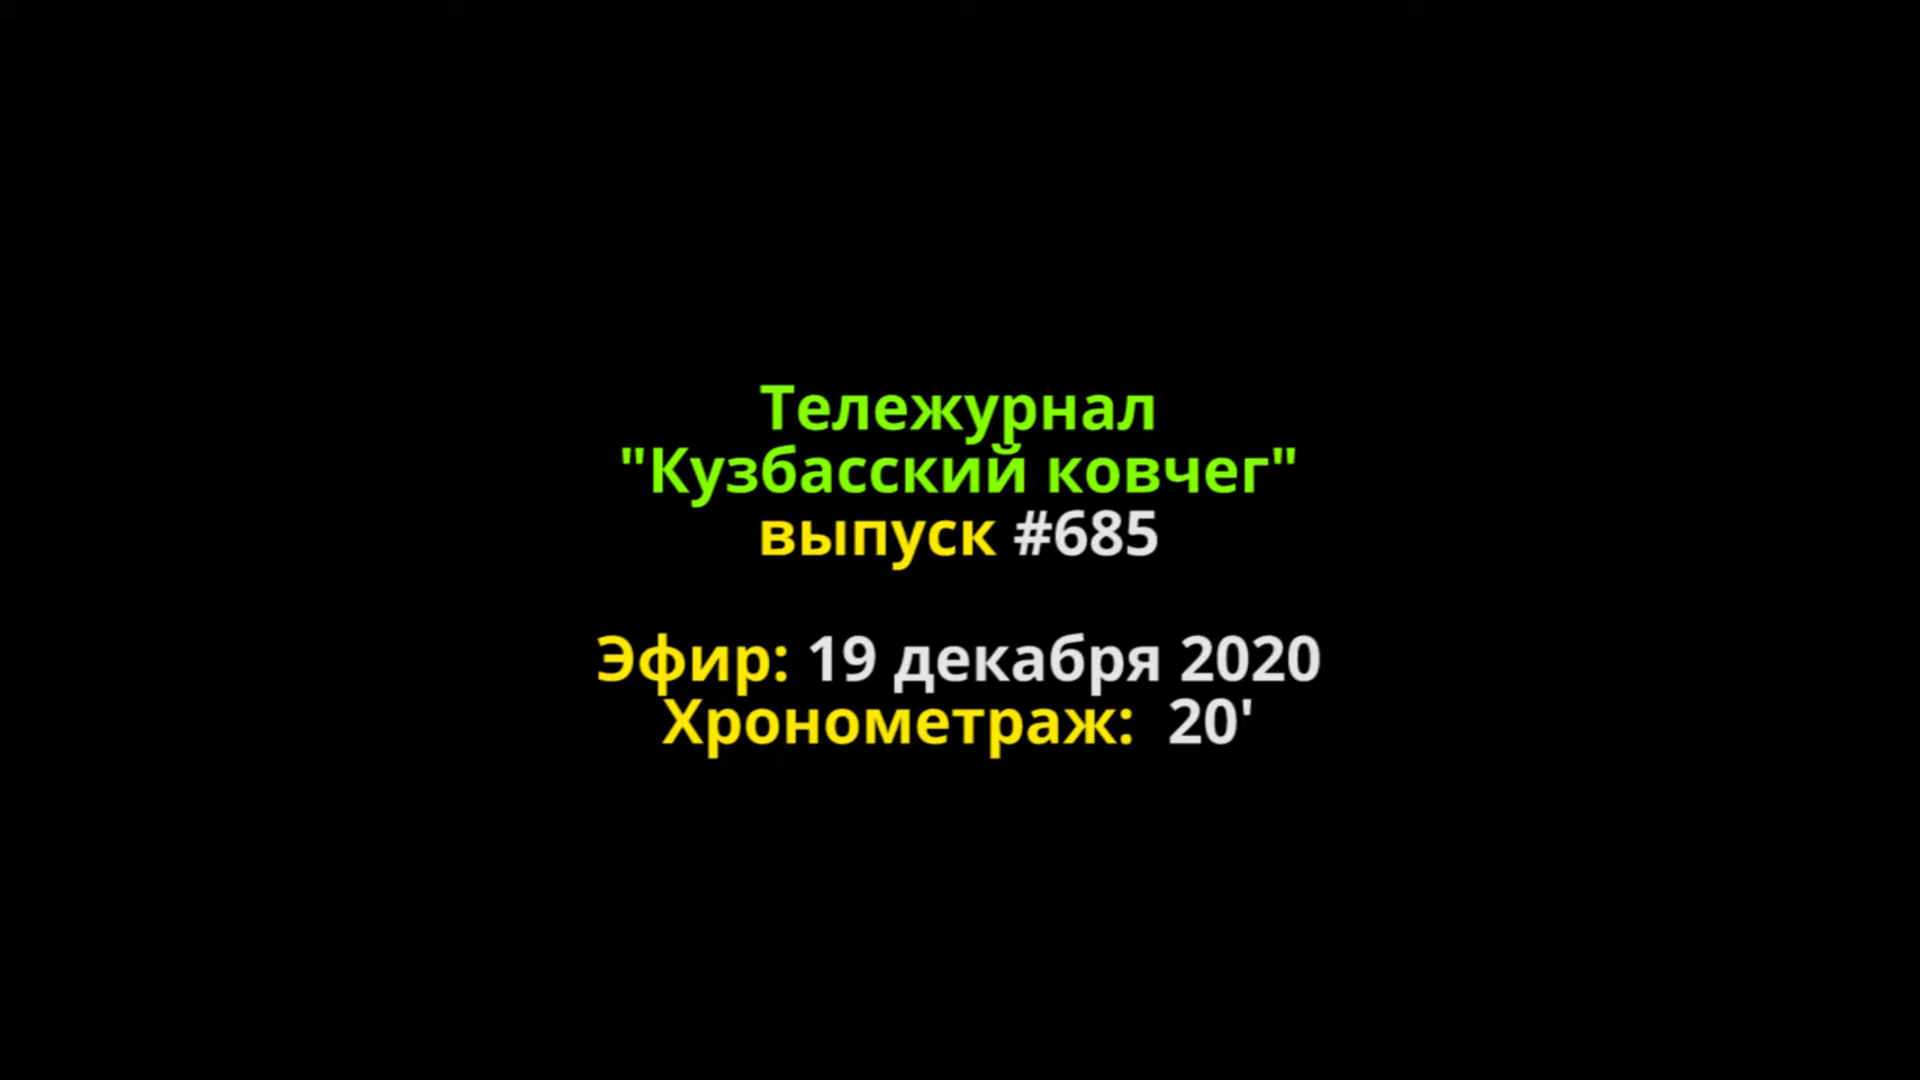 Тележурнал
"Кузбасский ковчег"
выпуск #685
Эфир: 19 декабря 2020
Хронометраж: 20'